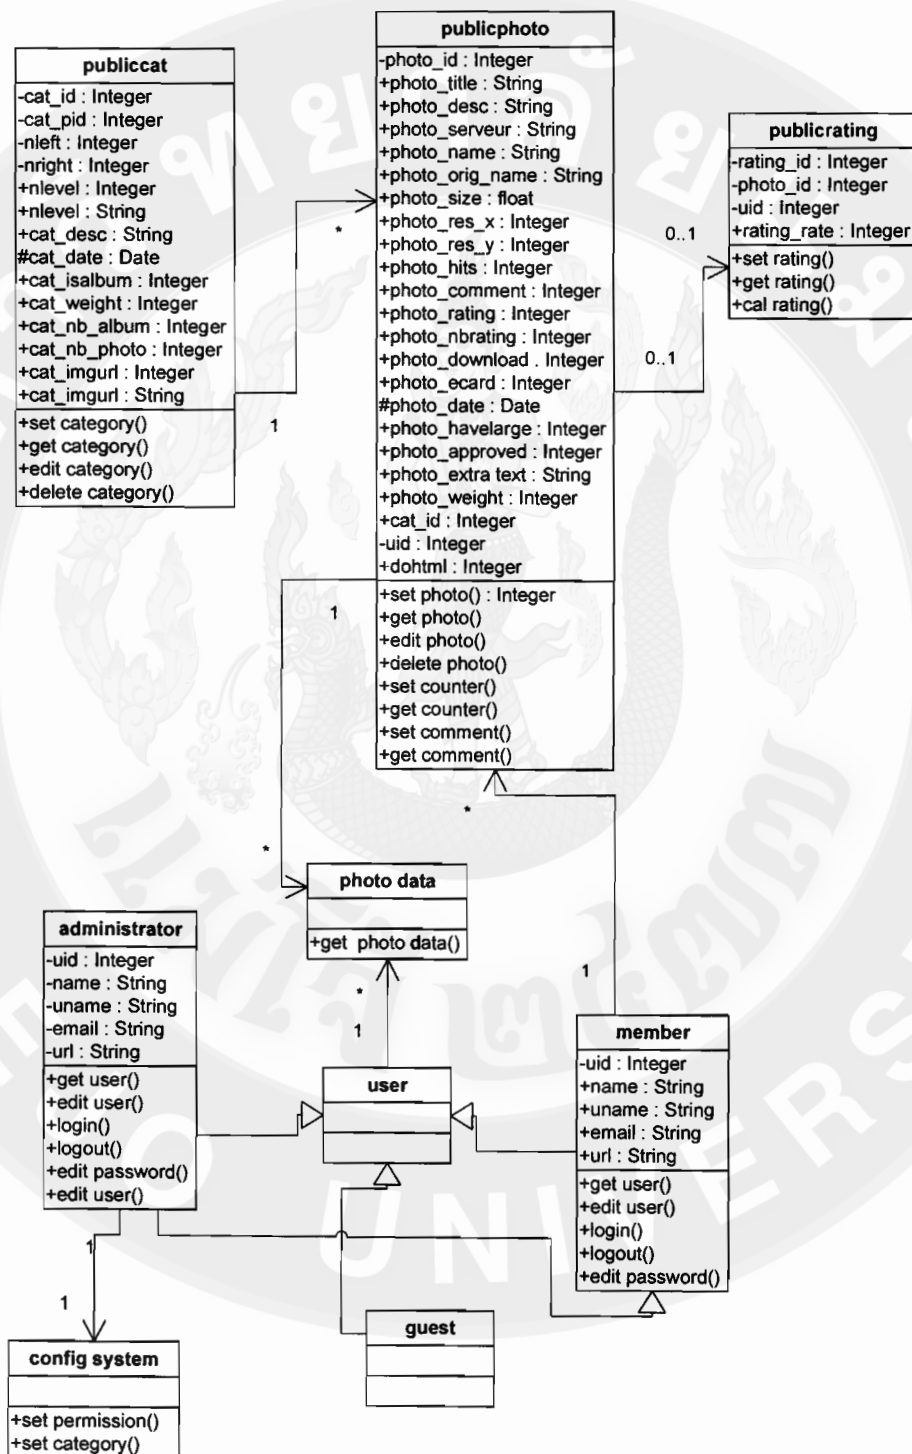 publiccat
-cat_id : Integer
-cat_pid : Integer
-nleft : Integer
-nright : Integer
+nlevel : Integer
+nlevel : String
+cat_desc : String
#cat_date : Date
+cat_isalbum : Integer
+cat_weight : Integer
+cat_nb_album : Integer
+cat_nb_photo : Integer
+cat_imgurl : Integer
+cat_imgurl : String
+set category()
+get category()
+edit category()
+delete category()
1
*
publicphoto
-photo_id : Integer
+photo_title : String
+photo_desc : String
+photo_serveur : String
+photo_name : String
+photo_orig_name : String
+photo_size : float
+photo_res_x : Integer
+photo_res_y : Integer
+photo_hits : Integer
+photo_comment : Integer
+photo_rating : Integer
+photo_nbrating : Integer
+photo_download . Integer
+photo_ecard : Integer
#photo_date : Date
+photo_havelarge : Integer
+photo_approved : Integer
+photo_extra text : String
+photo_weight : Integer
+cat_id : Integer
-uid : Integer
+dohtml : Integer
+set photo() : Integer
+get photo()
+edit photo()
+delete photo()
+set counter()
+get counter()
+set comment()
+get comment()
0..1
0..1
publicrating
-rating_id : Integer
-photo_id : Integer
-uid : Integer
+rating_rate : Integer
+set rating()
+get rating()
+cal rating()
1
*
*
photo data
+get photo data()
*
1
1
administrator
-uid : Integer
-name : String
-uname : String
-email : String
-url : String
+get user()
+edit user()
+login()
+logout()
+edit password()
+edit user()
user
member
-uid : Integer
+name : String
+uname : String
+email : String
+url : String
+get user()
+edit user()
+login()
+logout()
+edit password()
1
1
guest
config system
+set permission()
+set category()
UNIVERS